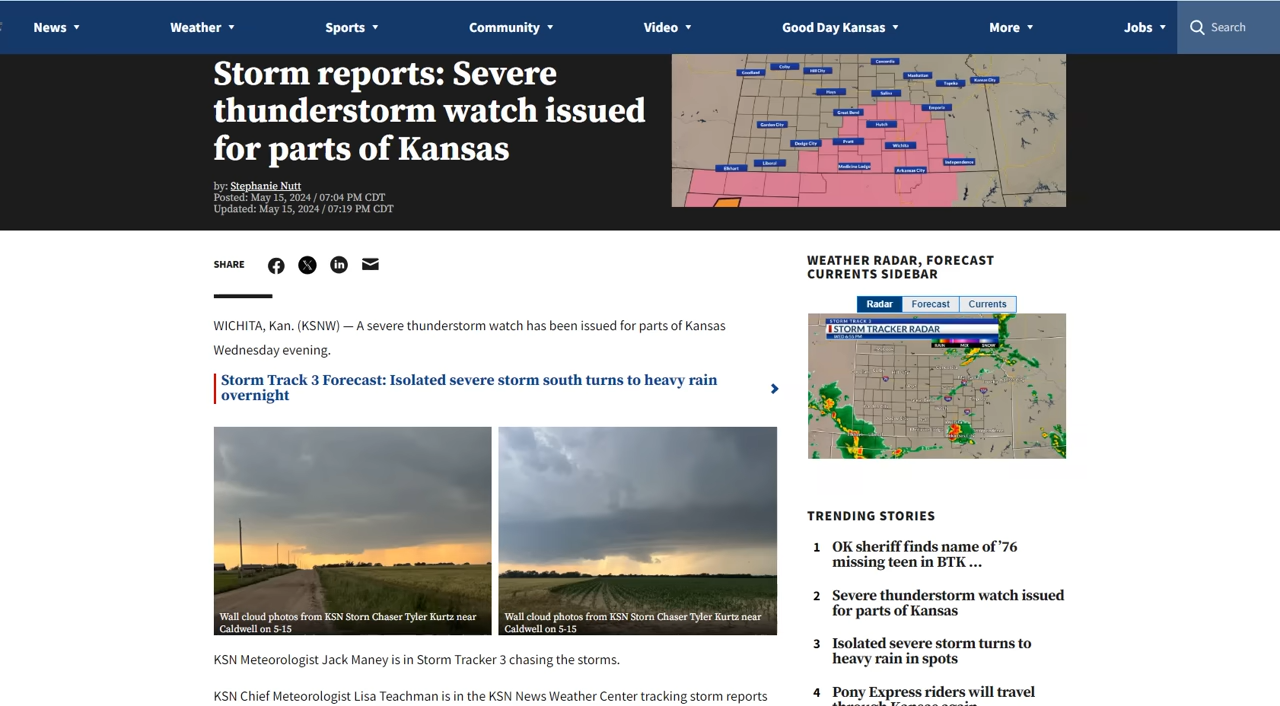 News
Weather
Sports
Community
Video
Good Day Kansas
More
Jobs
Search
Storm reports: Severe
thunderstorm watch issued
for parts of Kansas
by: Stephanie Nutt
Posted: May 15, 2024 / 07:04 PM CDT
Updated: May 15, 2024 / 07:19 PM CDT
Goodland
Colby
Hill City
Concordia
Manhattan
Topeka
Kansas City
Hays
Salina
Great Bend
Emporia
Garden City
Hutch
Dodge City
Pratt
Wichita
Elkhart
Liberal
Medicine Lodge
Arkansas City
Independence
SHARE
WICHITA, Kan. (KSNW) — A severe thunderstorm watch has been issued for parts of Kansas
Wednesday evening.
Storm Track 3 Forecast: Isolated severe storm south turns to heavy rain
overnight
Wall cloud photos from KSN Storn Chaser Tyler Kurtz near
Caldwell on 5-15
Wall cloud photos from KSN Storn Chaser Tyler Kurtz near
Caldwell on 5-15
KSN Meteorologist Jack Maney is in Storm Tracker 3 chasing the storms.
KSN Chief Meteorologist Lisa Teachman is in the KSN News Weather Center tracking storm reports
WEATHER RADAR, FORECAST
CURRENTS SIDEBAR
Radar
Forecast
Currents
STORM TRACK 3
STORM TRACKER RADAR
RAIN MIX SNOW
TRENDING STORIES
1 OK sheriff finds name of ’76
missing teen in BTK …
2 Severe thunderstorm watch issued
for parts of Kansas
3 Isolated severe storm turns to
heavy rain in spots
4 Pony Express riders will travel
through Kansas again